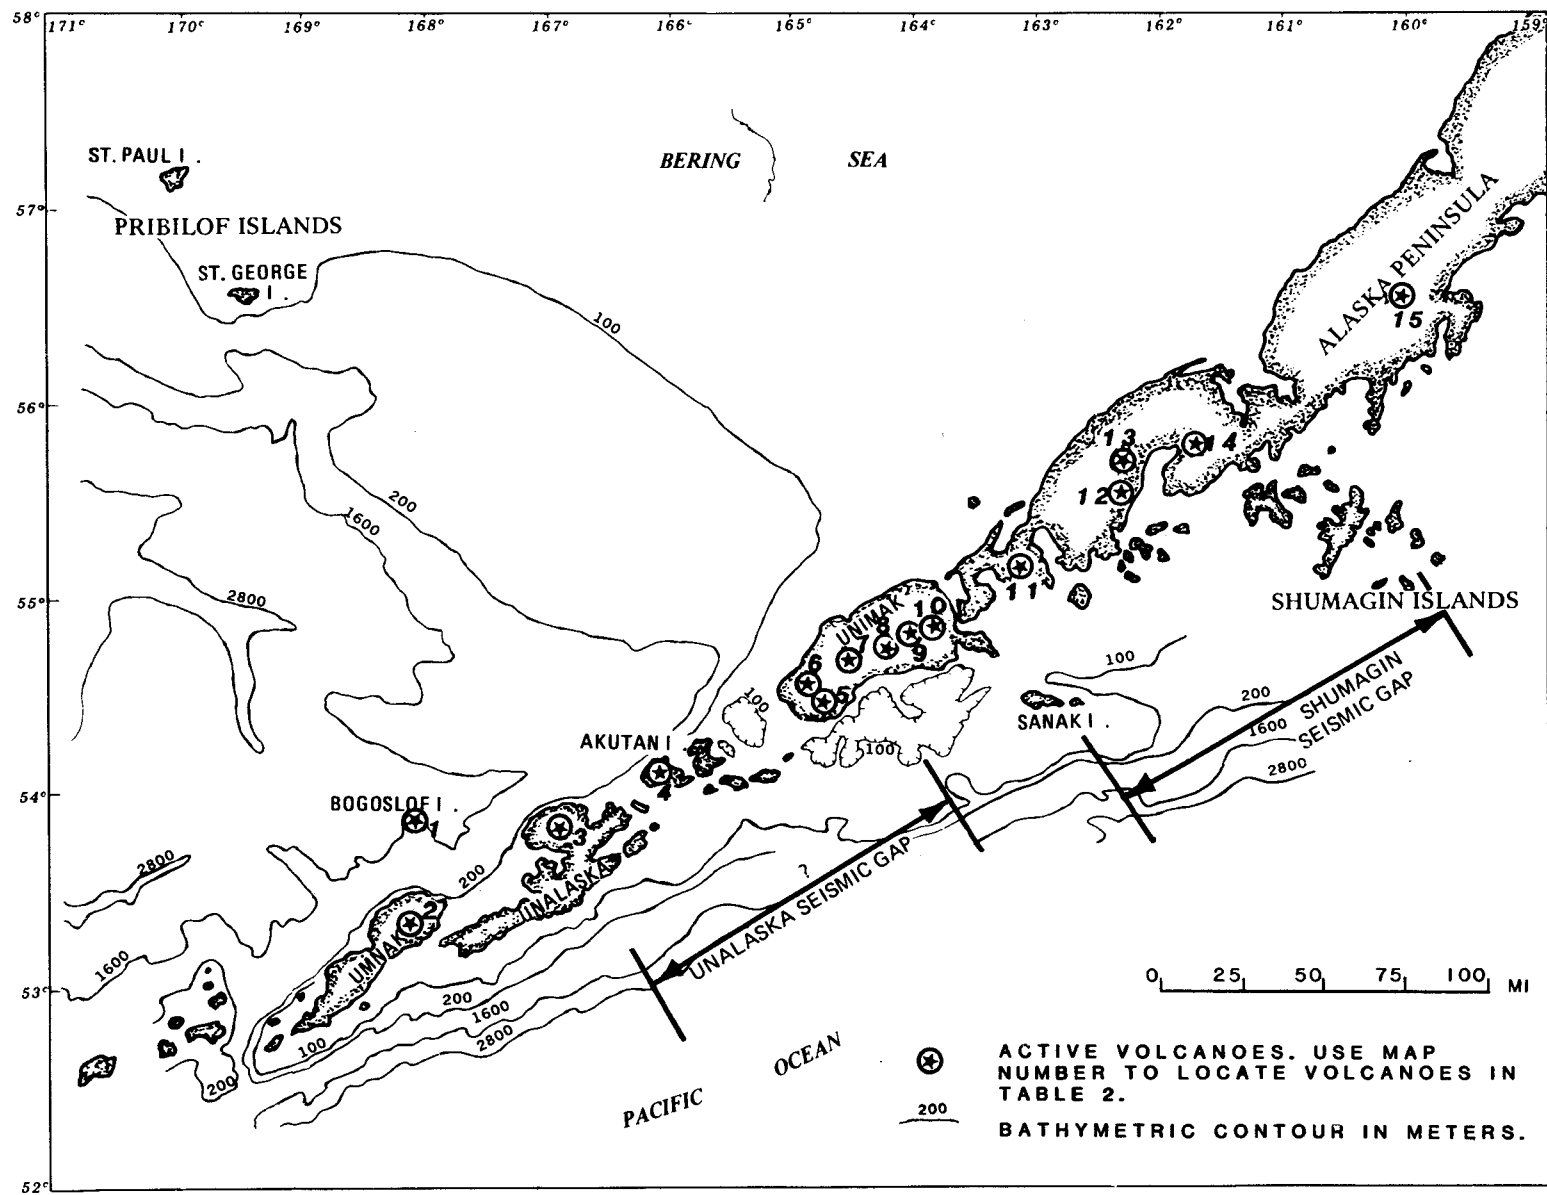 58°
171° 170° 169° 168° 167° 166° 165° 164° 163° 162° 161° 160° 159°
ST. PAUL I.
BERING SEA
57°
PRIBILOF ISLANDS
ST. GEORGE
I.
ALASKA PENINSULA
15
100
56°
13
14
12
200
1600
2800
55°
11
SHUMAGIN ISLANDS
UNIMAK
10
8
7
9
6
5
100
100
100
200
SANAK I.
SHUMAGIN
SEISMIC GAP
1600
2800
AKUTAN I.
4
54°
BOGOSLOF I.
1
3
2800
200
UNALASKA
?
UNALASKA SEISMIC GAP
2
UMNAK
1600
53°
200
1600
2800
100
200
0 25 50 75 100 MI
PACIFIC OCEAN
ACTIVE VOLCANOES. USE MAP
NUMBER TO LOCATE VOLCANOES IN
TABLE 2.
200
BATHYMETRIC CONTOUR IN METERS.
52°